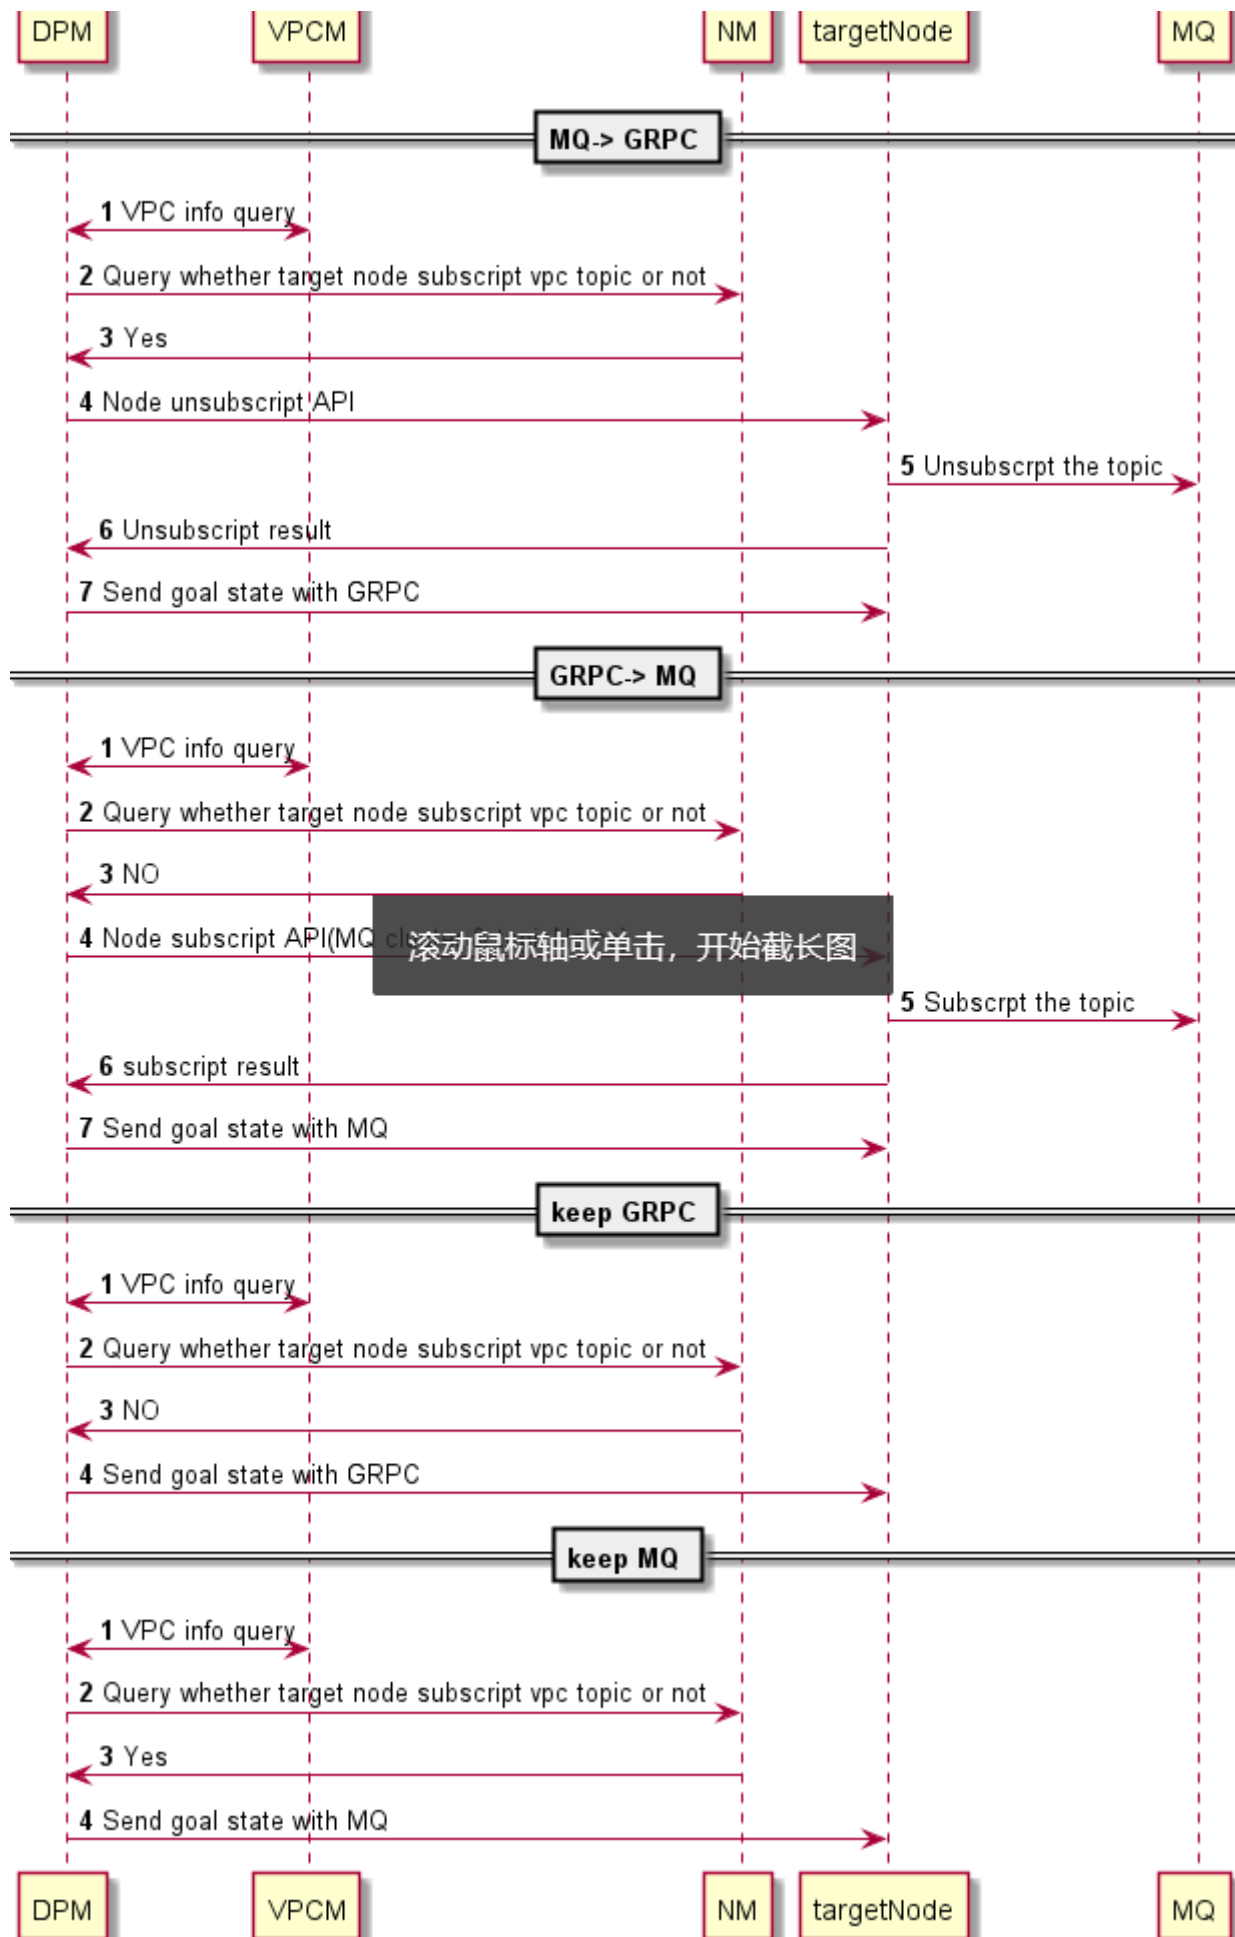 DPM VPCM NM targetNode MQ
MQ-> GRPC
1 VPC info query
2 Query whether target node subscript vpc topic or not
3 Yes
4 Node unsubscript API
5 Unsubscrpt the topic
6 Unsubscript result
7 Send goal state with GRPC
GRPC-> MQ
1 VPC info query
2 Query whether target node subscript vpc topic or not
3 NO
4 Node subscript API(MQ
滚动鼠标轴或单击，开始截长图
5 Subscrpt the topic
6 subscript result
7 Send goal state with MQ
keep GRPC
1 VPC info query
2 Query whether target node subscript vpc topic or not
3 NO
4 Send goal state with GRPC
keep MQ
1 VPC info query
2 Query whether target node subscript vpc topic or not
3 Yes
4 Send goal state with MQ
DPM VPCM NM targetNode MQ